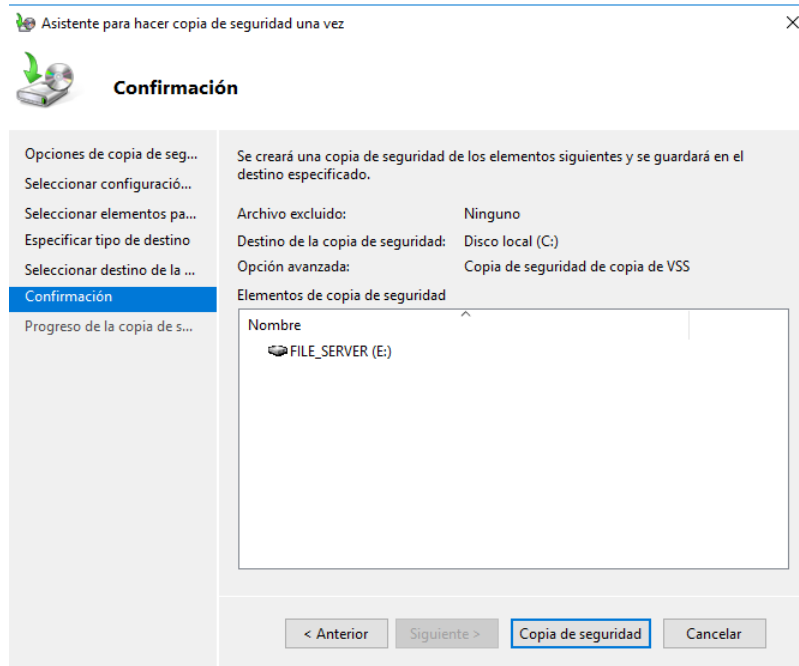 Asistente para hacer copia de seguridad una vez
Confirmación
Opciones de copia de seg...
Seleccionar configuració...
Seleccionar elementos pa...
Especificar tipo de destino
Seleccionar destino de la ...
Confirmación
Progreso de la copia de s...
Se creará una copia de seguridad de los elementos siguientes y se guardará en el
destino especificado.
Archivo excluido: Ninguno
Destino de la copia de seguridad: Disco local (C:)
Opción avanzada: Copia de seguridad de copia de VSS
Elementos de copia de seguridad
Nombre
FILE_SERVER (E:)
< Anterior Siguiente > Copia de seguridad Cancelar